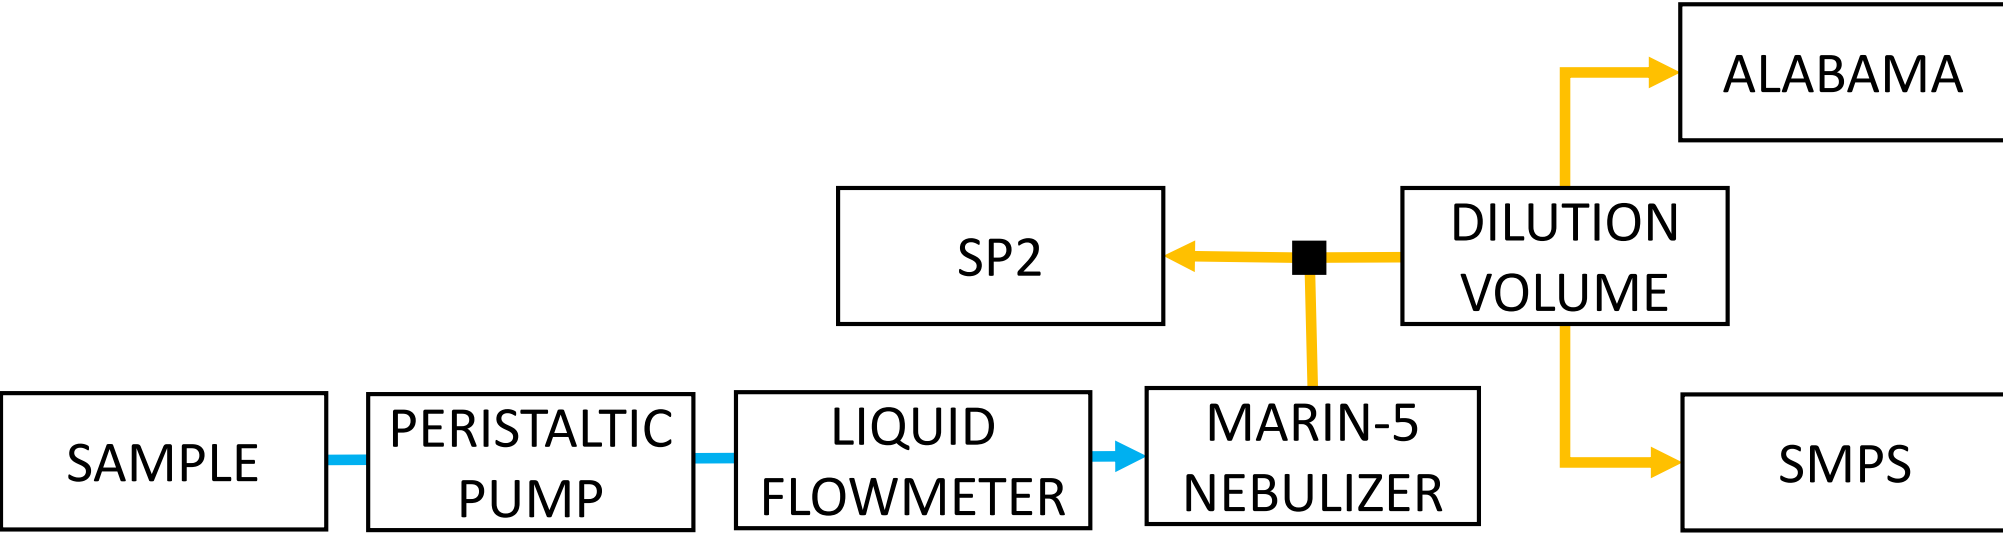 ALABAMA
SP2
DILUTION
VOLUME
SAMPLE
PERISTALTIC
PUMP
LIQUID
FLOWMETER
MARIN-5
NEBULIZER
SMPS